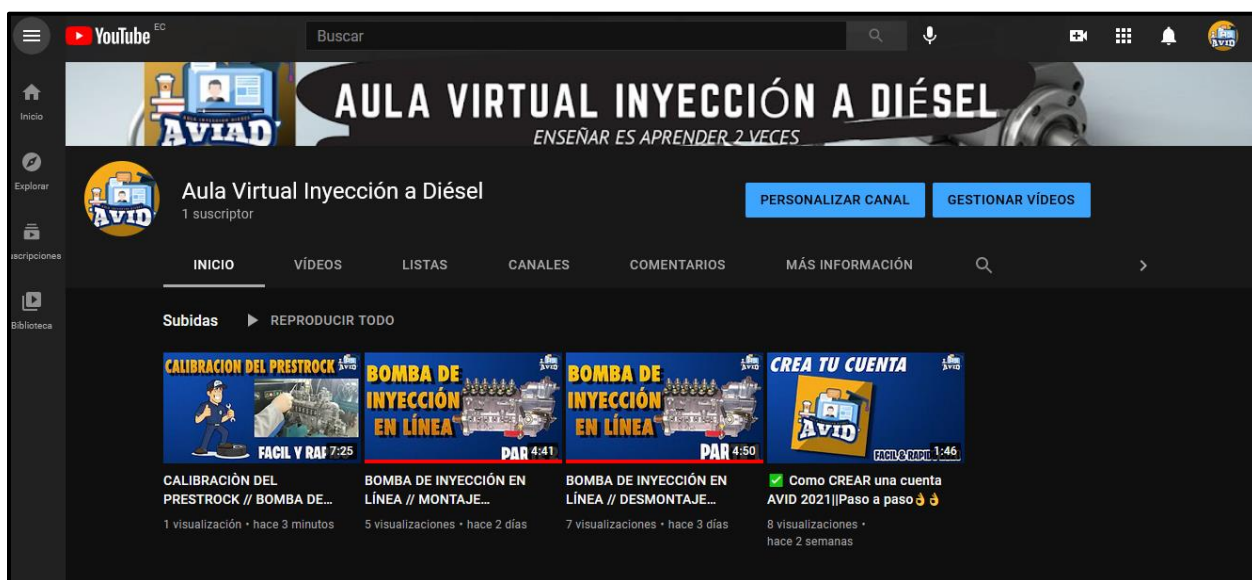 YouTube EC
Buscar
AVIAD
AULA VIRTUAL INYECCIÓN A DIÉSEL
ENSEÑAR ES APRENDER 2 VECES
Inicio
Explorar
scripciones
Biblioteca
AVID
Aula Virtual Inyección a Diésel
1 suscriptor
PERSONALIZAR CANAL
GESTIONAR VÍDEOS
INICIO
VÍDEOS
LISTAS
CANALES
COMENTARIOS
MÁS INFORMACIÓN
Subidas
REPRODUCIR TODO
CALIBRACION DEL PRESTROCK
FACIL Y RAP
7:25
CALIBRACIÒN DEL
PRESTROCK // BOMBA DE...
1 visualización • hace 3 minutos
BOMBA DE
INYECCIÓN
EN LÍNEA
PAR
4:41
BOMBA DE INYECCIÓN EN
LÍNEA // MONTAJE...
5 visualizaciones • hace 2 días
BOMBA DE
INYECCIÓN
EN LÍNEA
PAR
4:50
BOMBA DE INYECCIÓN EN
LÍNEA // DESMONTAJE...
7 visualizaciones • hace 3 días
CREA TU CUENTA
AVID
FACIL & RAPID
1:46
✅ Como CREAR una cuenta
AVID 2021||Paso a paso👌👌
8 visualizaciones •
hace 2 semanas